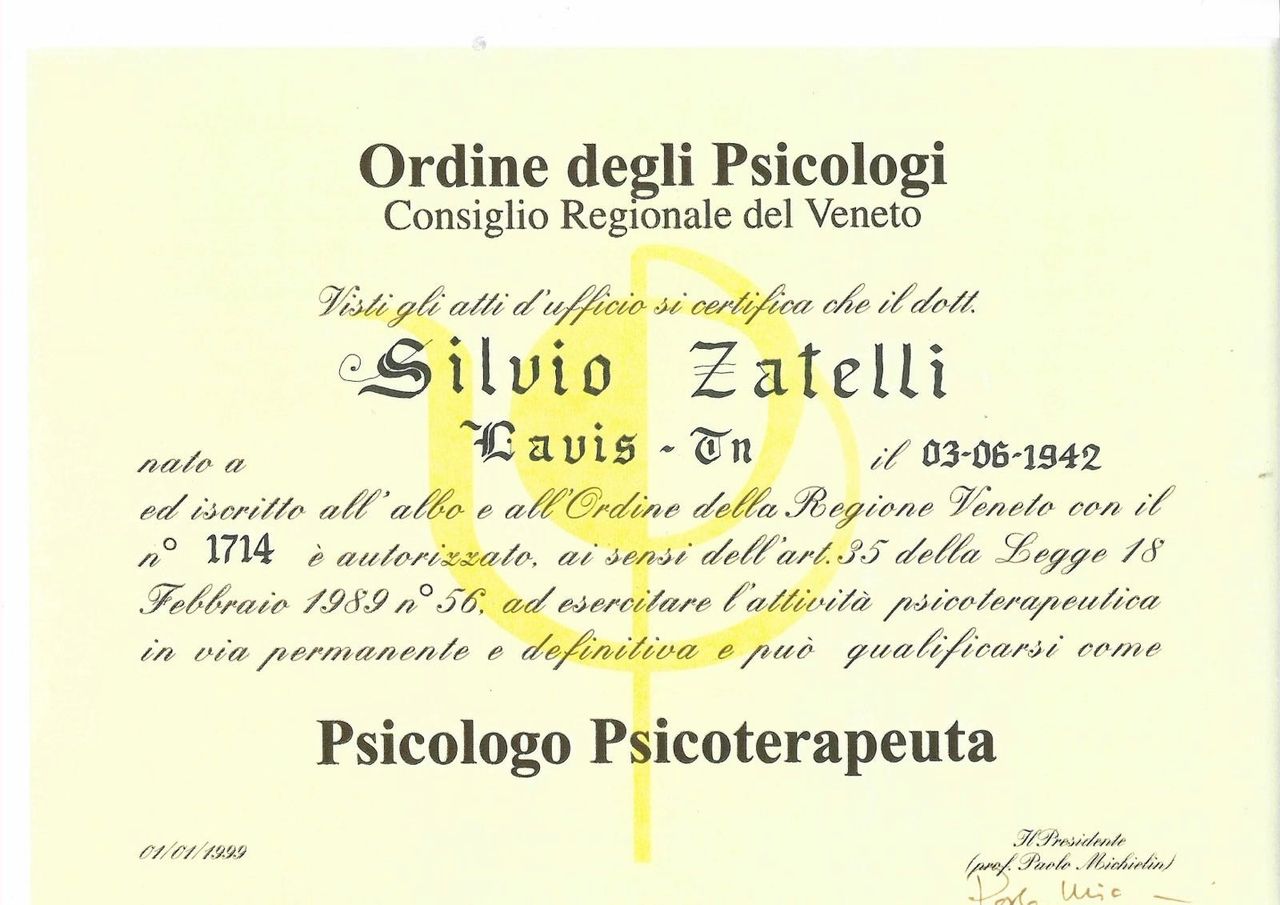 Ordine degli Psicologi
Consiglio Regionale del Veneto
Visti gli atti d'ufficio si certifica che il dott.
Silvio Zatelli
nato a Lavis - Tn il 03-06-1942
ed iscritto all'albo e all'Ordine della Regione Veneto con il
n° 1714 è autorizzato, ai sensi dell'art. 35 della Legge 18
Febbraio 1989 n° 56, ad esercitare l'attività psicoterapeutica
in via permanente e definitiva e può qualificarsi come
Psicologo Psicoterapeuta
01/01/1999
Il Presidente
(prof. Paolo Michielin)